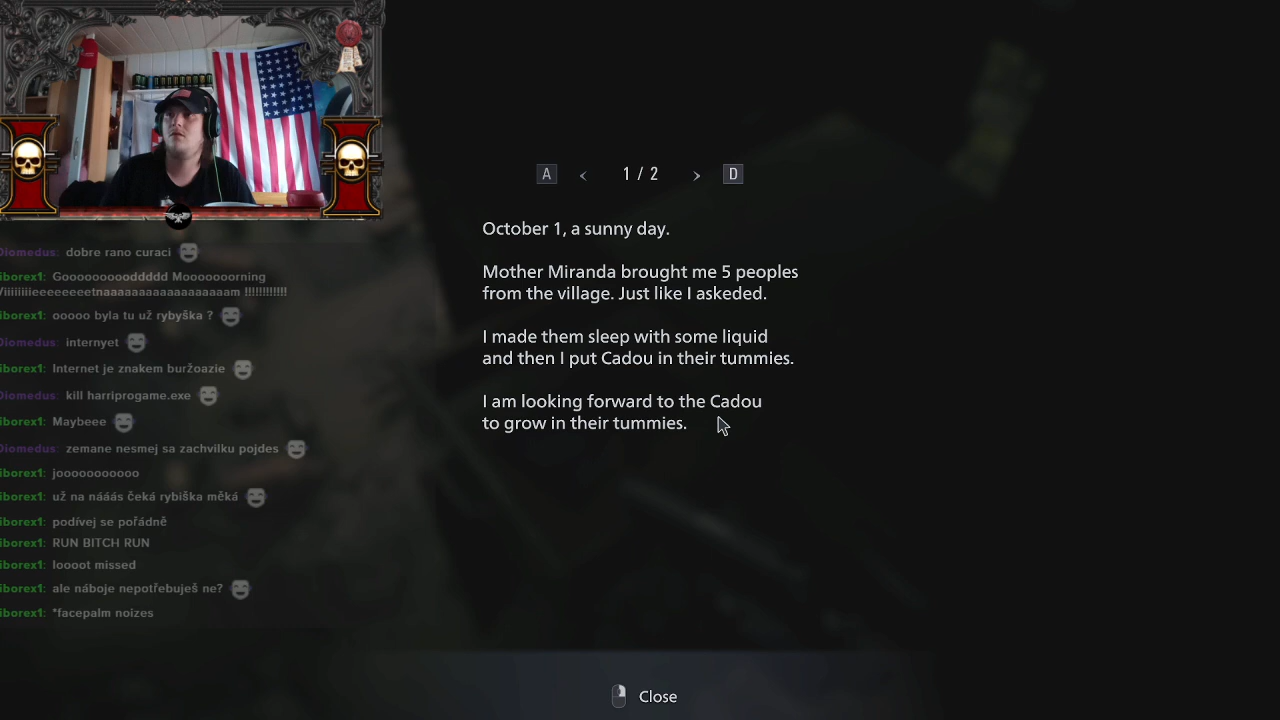 A < 1 / 2 > D
October 1, a sunny day.
Mother Miranda brought me 5 peoples
from the village. Just like I askeded.
I made them sleep with some liquid
and then I put Cadou in their tummies.
I am looking forward to the Cadou
to grow in their tummies.
Close
Diomedus: dobre rano curaci
iborex1: Goooooooooddddd Mooooooorning
iborex1: ooooo byla tu už rybyška ?
Diomedus: internyet
iborex1: Internet je znakem buržoazie
Diomedus: kill harriprogame.exe
iborex1: Maybeee
Diomedus: zemane nesmej sa zachvilku pojdes
iborex1: jooooooooooo
iborex1: už na nááás čeká rybiška měká
iborex1: podívej se pořádně
iborex1: RUN BITCH RUN
iborex1: loooot missed
iborex1: ale náboje nepotřebuješ ne?
iborex1: *facepalm noizes